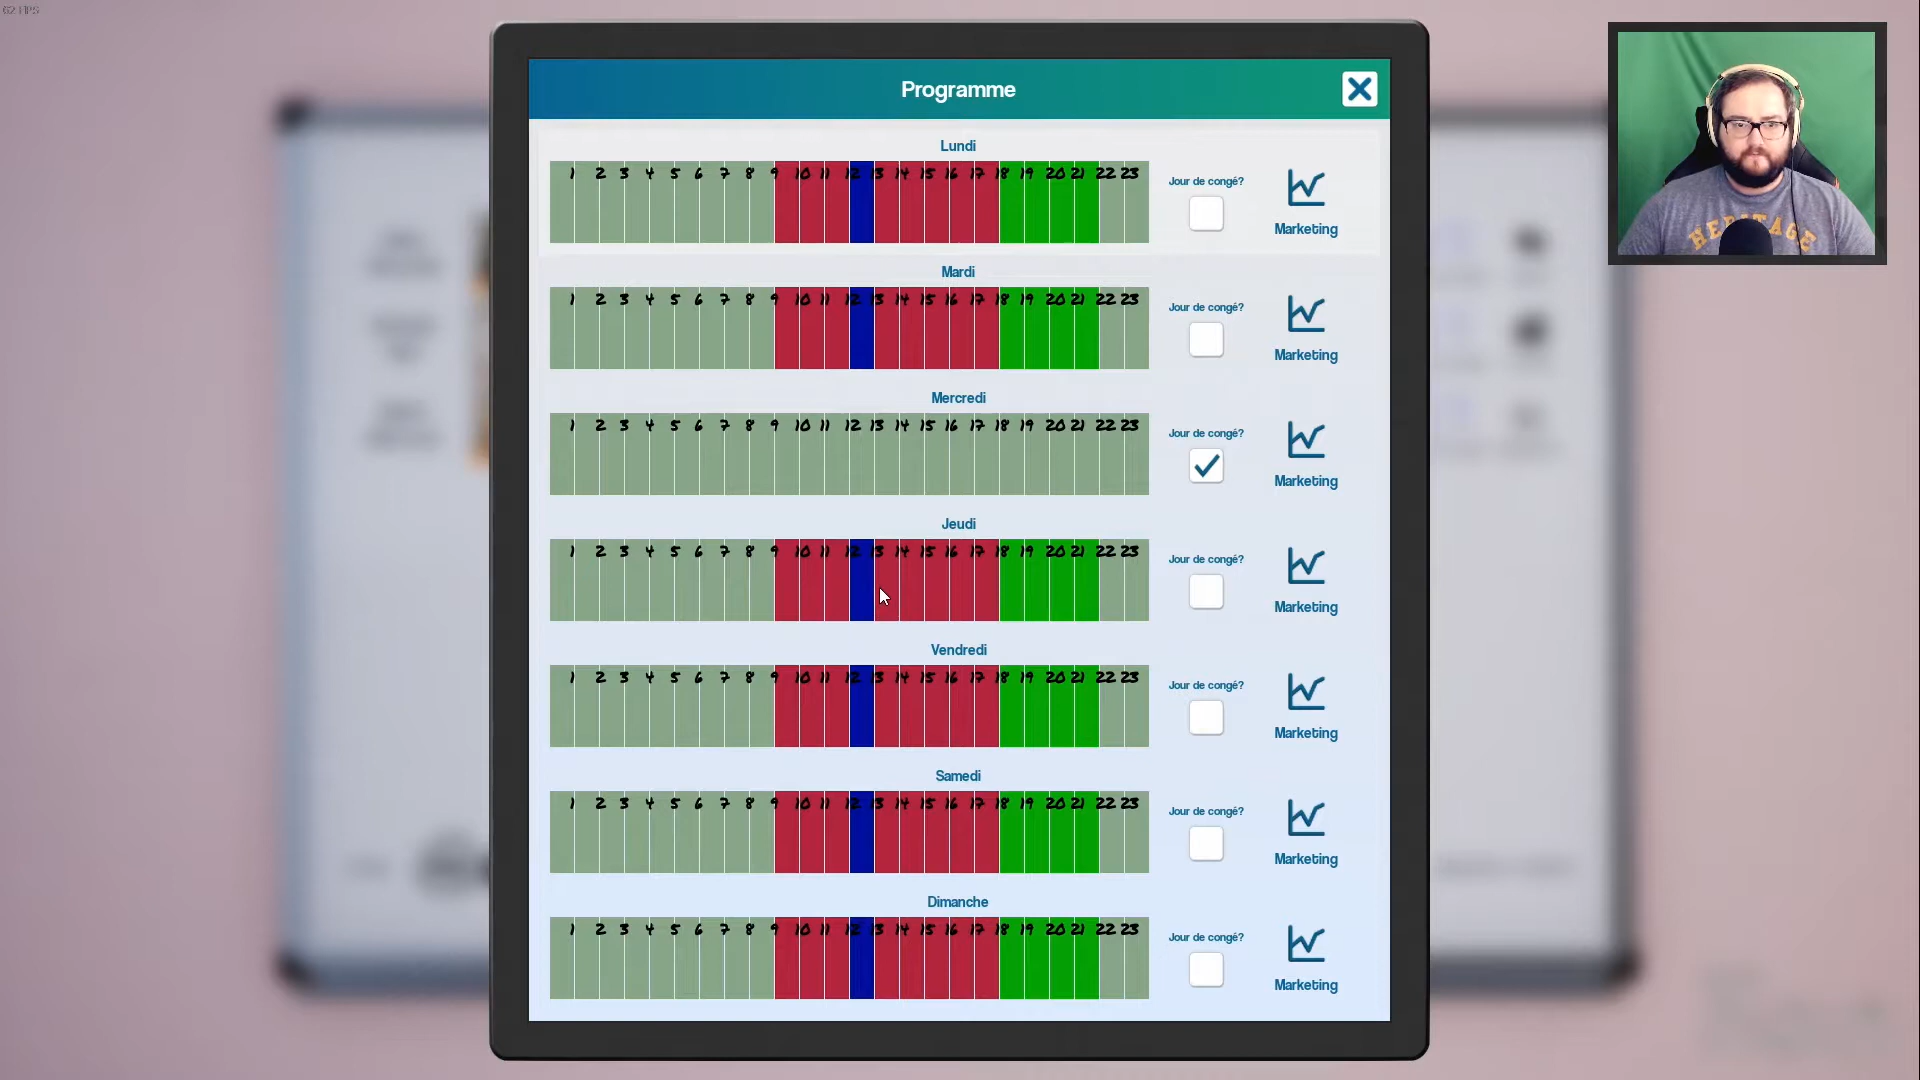 62 FPS
Programme
Lundi
1 2 3 4 5 6 7 8 9 10 11 12 13 14 15 16 17 18 19 20 21 22 23
Jour de congé?
Marketing
Mardi
1 2 3 4 5 6 7 8 9 10 11 12 13 14 15 16 17 18 19 20 21 22 23
Jour de congé?
Marketing
Mercredi
1 2 3 4 5 6 7 8 9 10 11 12 13 14 15 16 17 18 19 20 21 22 23
Jour de congé?
Marketing
Jeudi
1 2 3 4 5 6 7 8 9 10 11 12 13 14 15 16 17 18 19 20 21 22 23
Jour de congé?
Marketing
Vendredi
1 2 3 4 5 6 7 8 9 10 11 12 13 14 15 16 17 18 19 20 21 22 23
Jour de congé?
Marketing
Samedi
1 2 3 4 5 6 7 8 9 10 11 12 13 14 15 16 17 18 19 20 21 22 23
Jour de congé?
Marketing
Dimanche
1 2 3 4 5 6 7 8 9 10 11 12 13 14 15 16 17 18 19 20 21 22 23
Jour de congé?
Marketing
HERITAGE